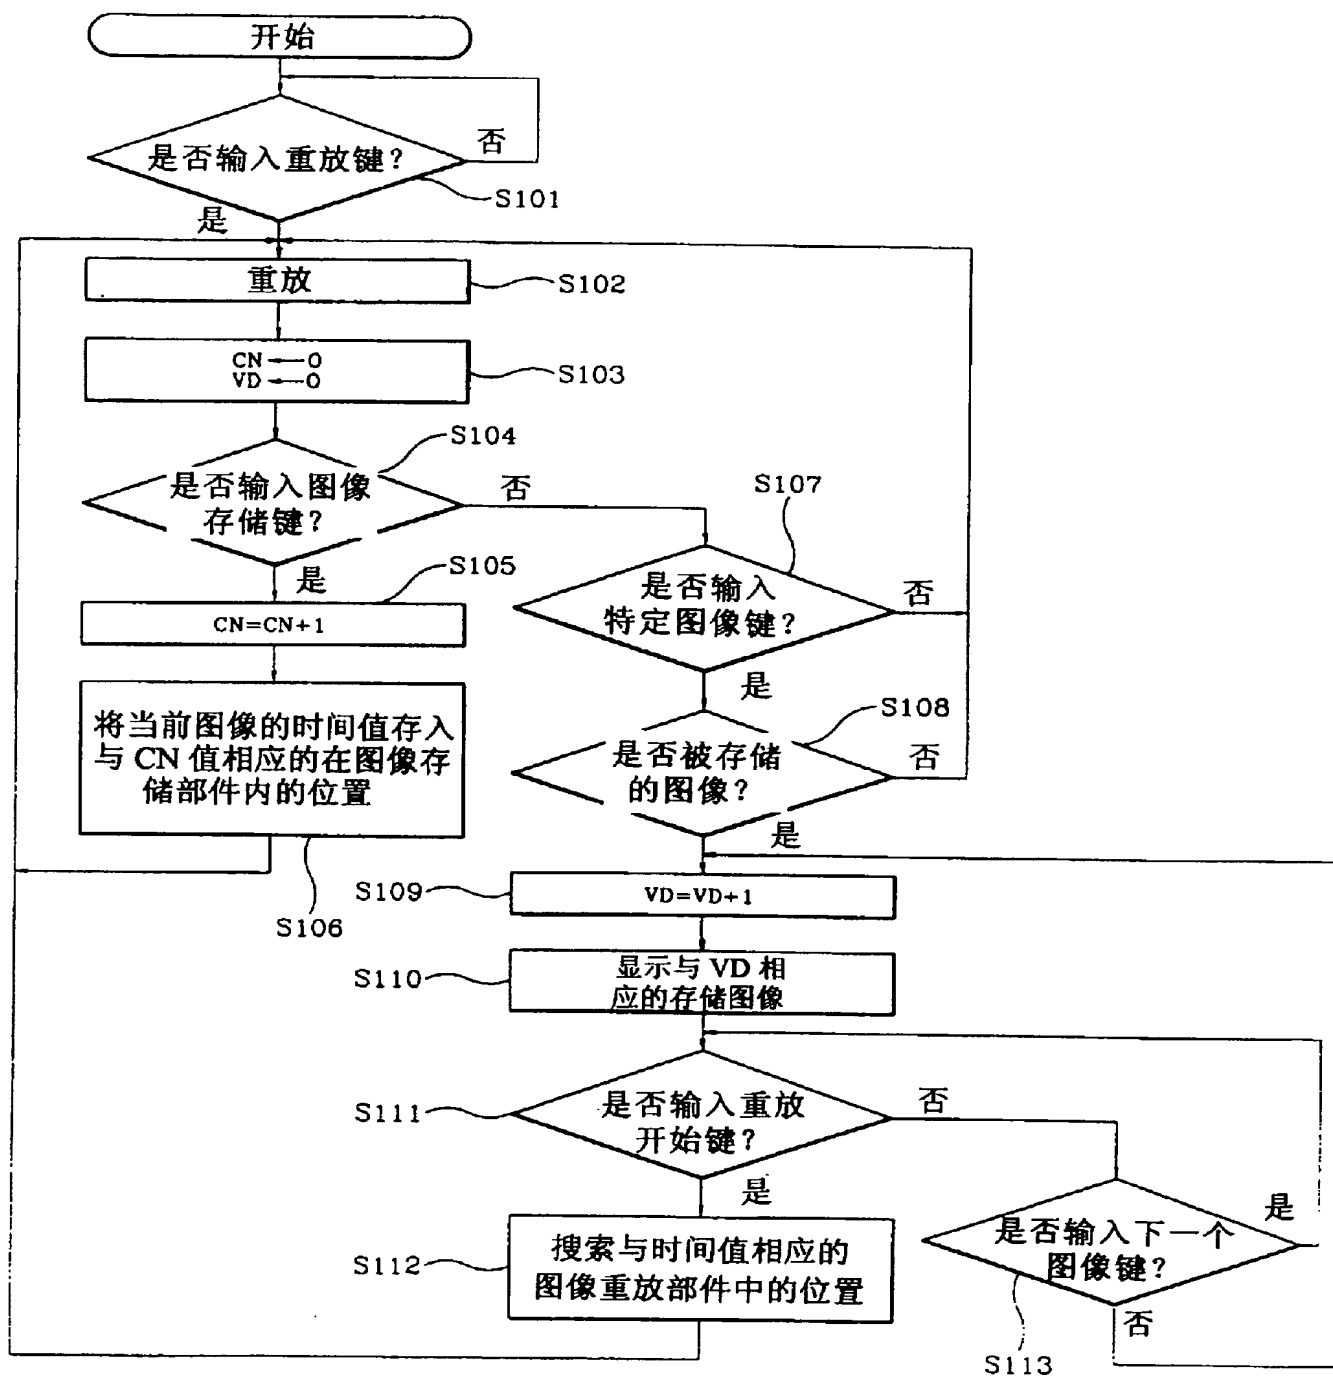 开始
是否输入重放键？
否
S101
是
重放
S102
CN←0
VD←0
S103
S104
是否输入图像
存储键？
否
是
S105
CN=CN+1
将当前图像的时间值存入
与CN值相应的在图像存
储部件内的位置
S106
S107
是否输入
特定图像键？
否
是
S108
是否被存储
的图像？
否
是
S109
VD=VD+1
S110
显示与VD相
应的存储图像
S111
是否输入重放
开始键？
否
是
S112
搜索与时间值相应的
图像重放部件中的位置
是否输入下一个
图像键？
是
否
S113